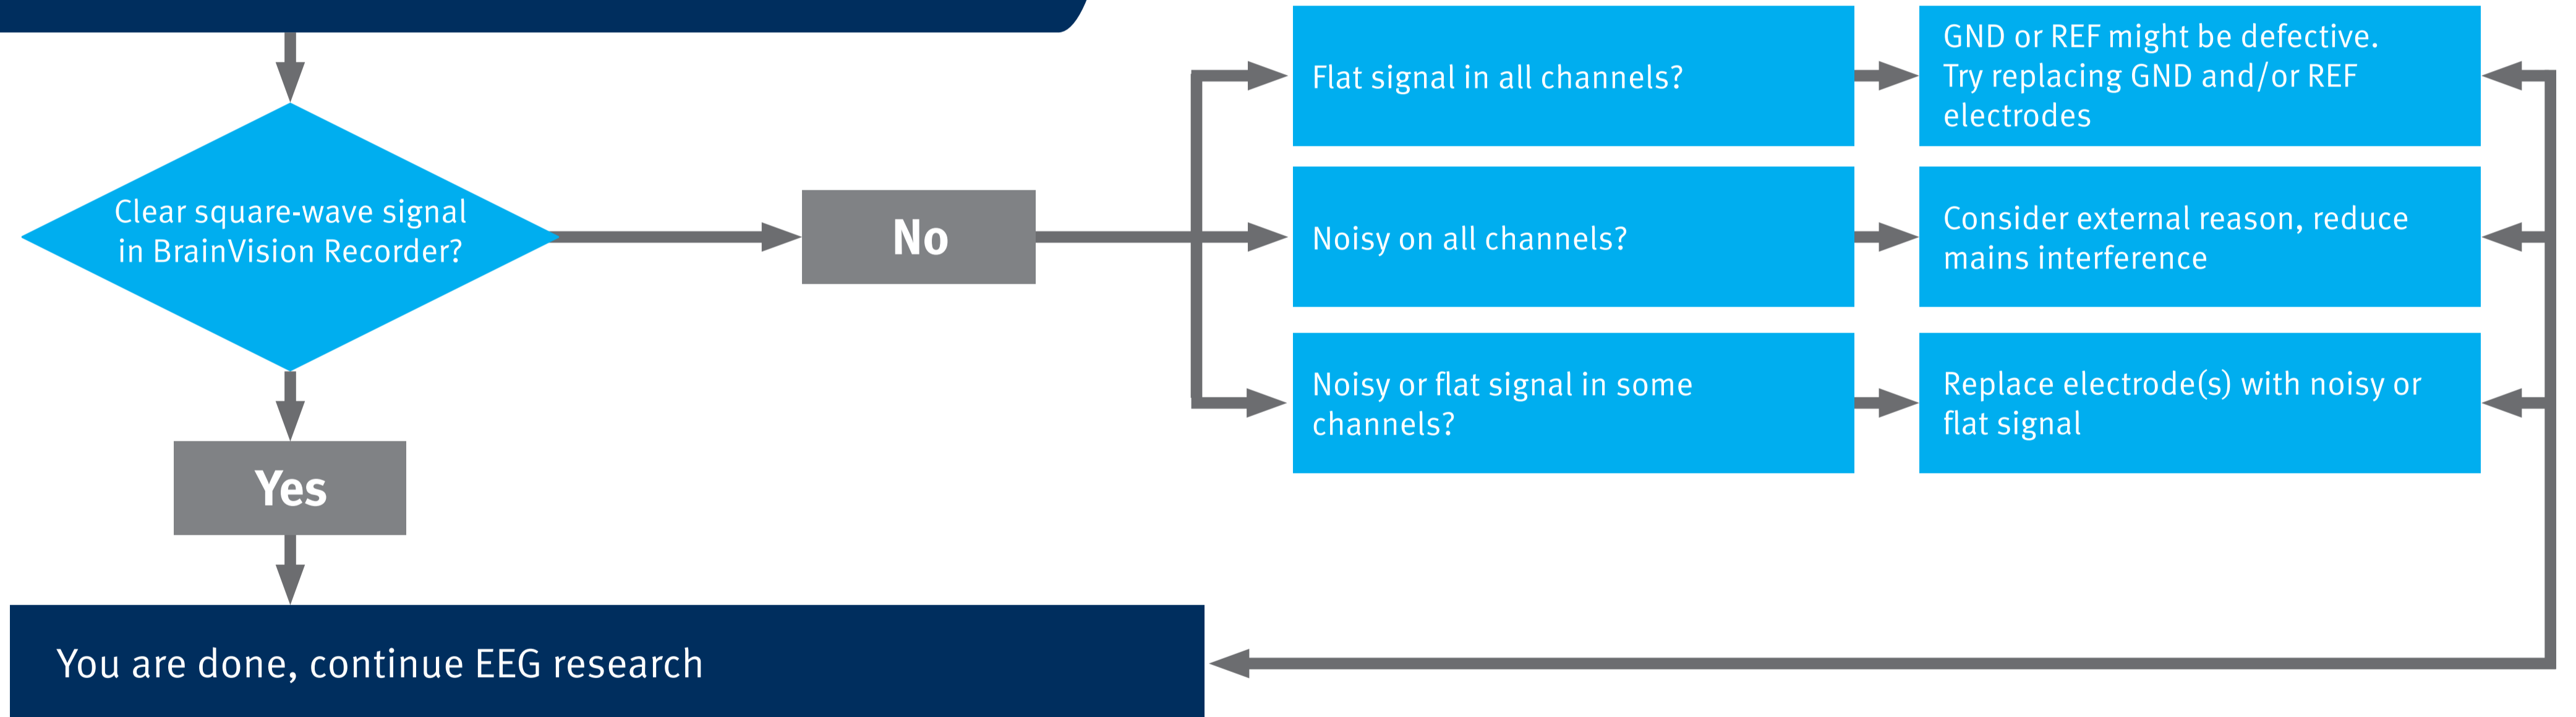 Clear square-wave signal
in BrainVision Recorder?
No
Yes
Flat signal in all channels?
GND or REF might be defective.
Try replacing GND and/or REF
electrodes
Noisy on all channels?
Consider external reason, reduce
mains interference
Noisy or flat signal in some
channels?
Replace electrode(s) with noisy or
flat signal
You are done, continue EEG research